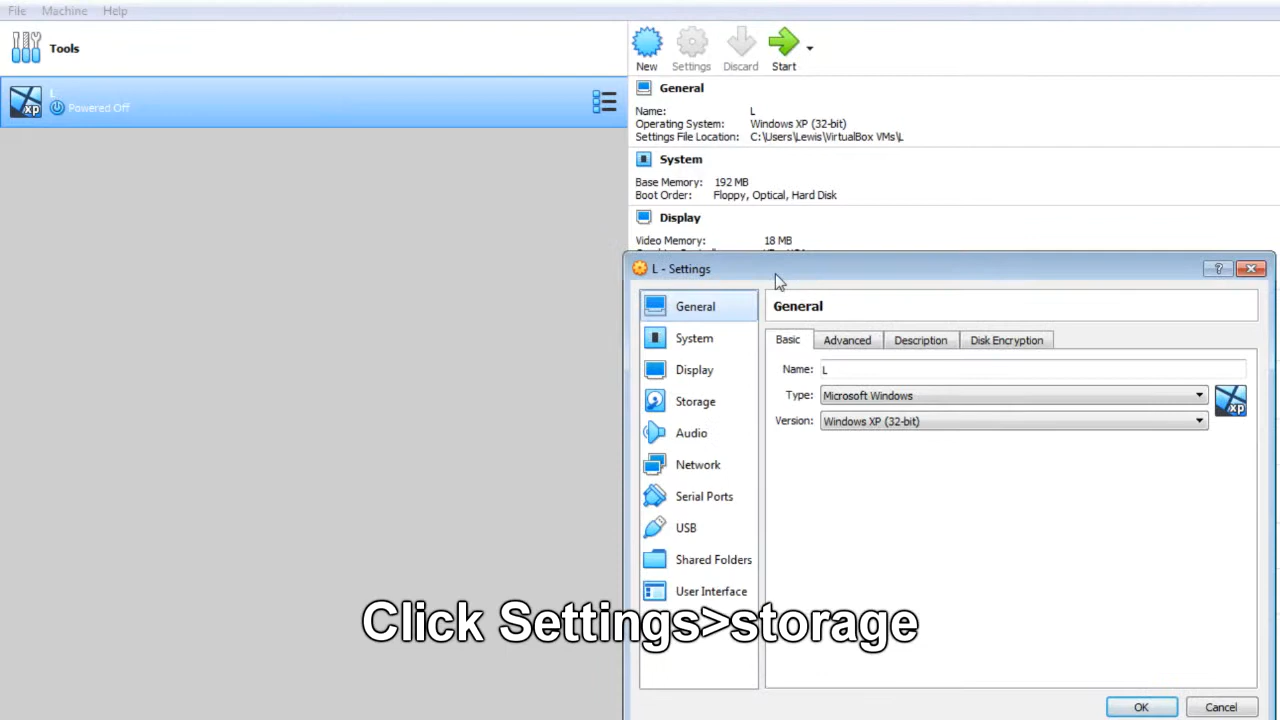 File Machine Help
Tools
New Settings Discard Start
L
Powered Off
General
Name: L
Operating System: Windows XP (32-bit)
Settings File Location: C:\Users\Lewis\VirtualBox VMs\L
System
Base Memory: 192 MB
Boot Order: Floppy, Optical, Hard Disk
Display
Video Memory: 18 MB
L - Settings
General
System
Display
Storage
Audio
Network
Serial Ports
USB
Shared Folders
User Interface
General
Basic Advanced Description Disk Encryption
Name: L
Type: Microsoft Windows
Version: Windows XP (32-bit)
xp
xp
Click Settings>storage
OK Cancel